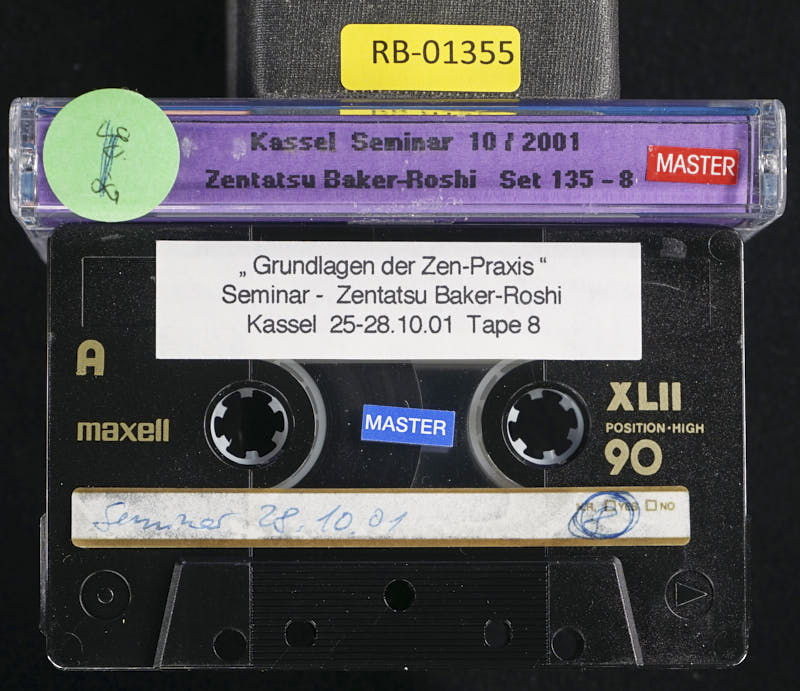 RB-01355
Kassel Seminar 10 / 2001
MASTER
Zentatsu Baker-Roshi Set 135 - 8
„ Grundlagen der Zen-Praxis “
Seminar - Zentatsu Baker-Roshi
Kassel 25-28.10.01 Tape 8
A
maxell
MASTER
XLII
POSITION·HIGH
90
Seminar 28.10.01
N.R. YES NO